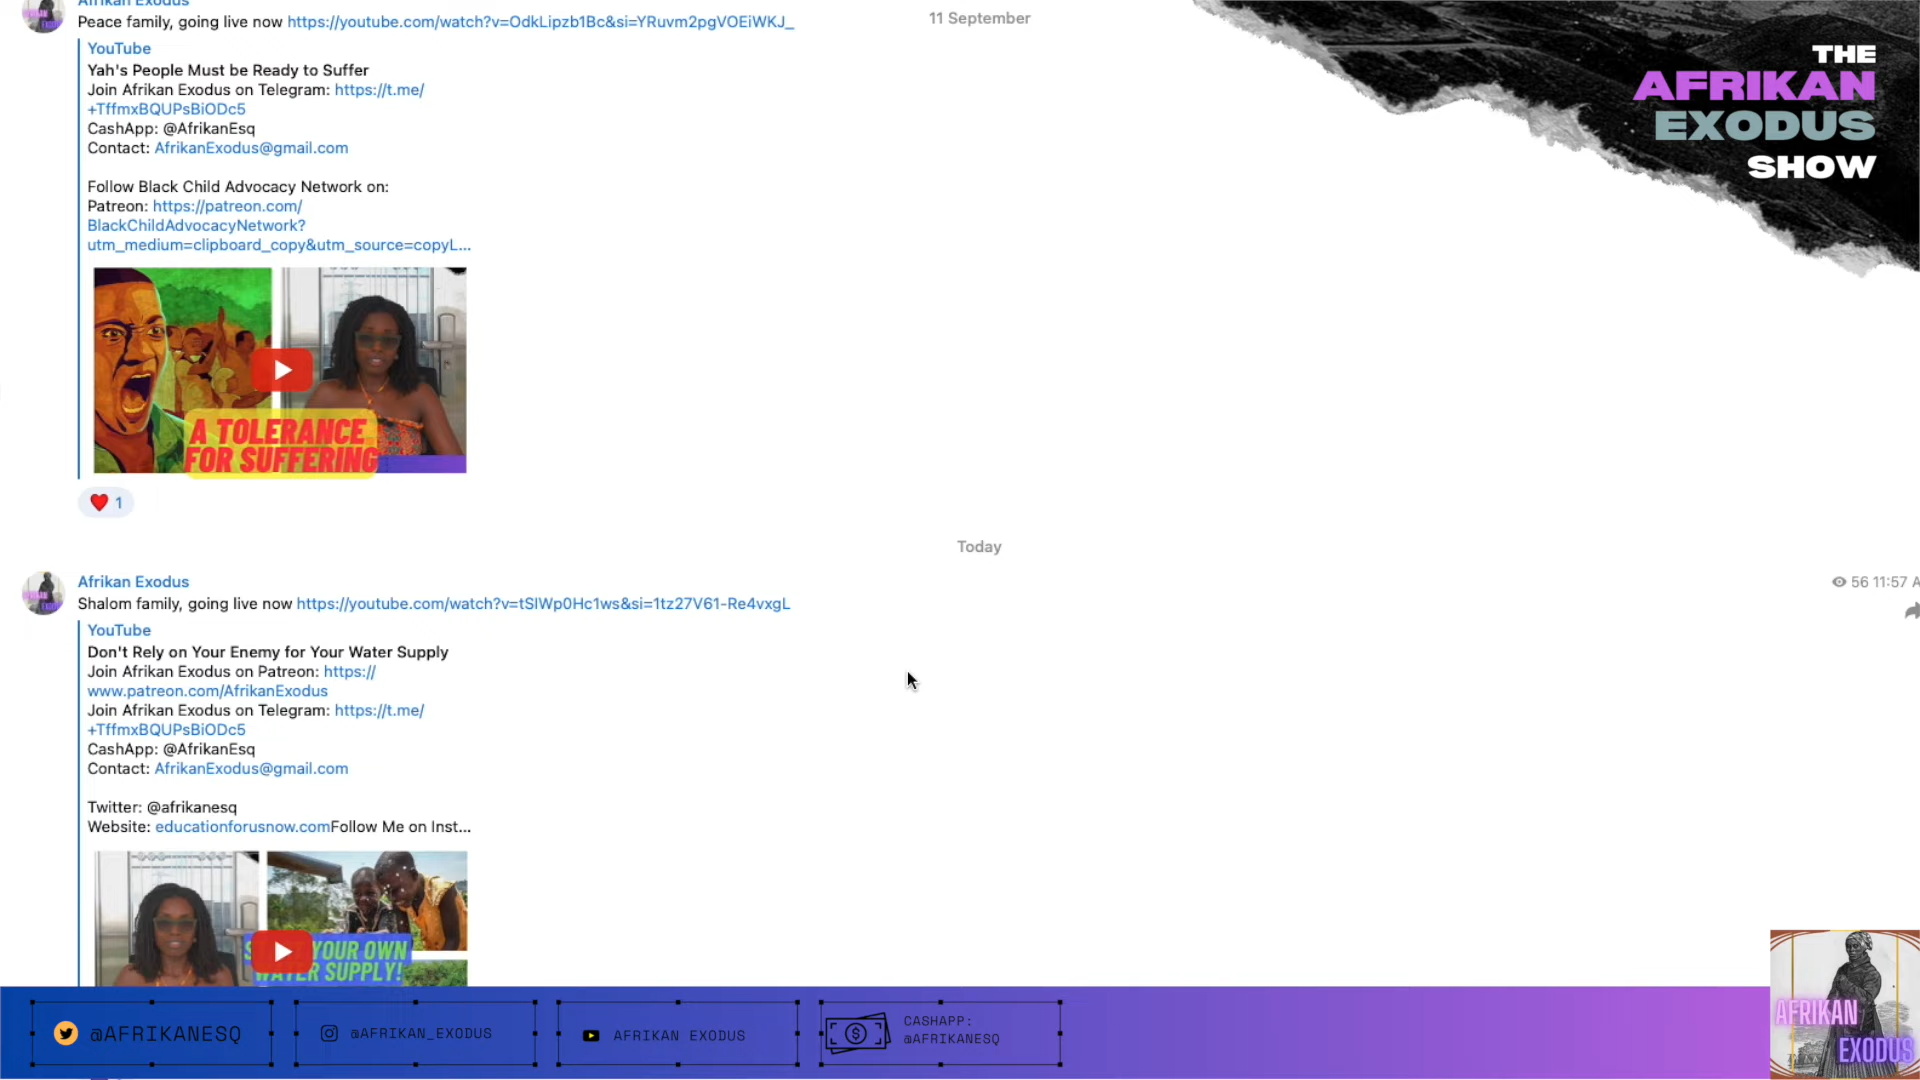 Afrikan Exodus
Peace family, going live now https://youtube.com/watch?v=OdkLipzb1Bc&si=YRuvm2pgVOEiWKJ_
11 September
YouTube
Yah's People Must be Ready to Suffer
Join Afrikan Exodus on Telegram: https://t.me/
+TffmxBQUPsBiODc5
CashApp: @AfrikanEsq
Contact: AfrikanExodus@gmail.com
Follow Black Child Advocacy Network on:
Patreon: https://patreon.com/
BlackChildAdvocacyNetwork?
utm_medium=clipboard_copy&utm_source=copyL...
A TOLERANCE
FOR SUFFERING
1
THE
AFRIKAN
EXODUS
SHOW
Today
Afrikan Exodus
56 11:57 A
Shalom family, going live now https://youtube.com/watch?v=tSlWp0Hc1ws&si=1tz27V61-Re4vxgL
YouTube
Don't Rely on Your Enemy for Your Water Supply
Join Afrikan Exodus on Patreon: https://
www.patreon.com/AfrikanExodus
Join Afrikan Exodus on Telegram: https://t.me/
+TffmxBQUPsBiODc5
CashApp: @AfrikanEsq
Contact: AfrikanExodus@gmail.com
Twitter: @afrikanesq
Website: educationforusnow.comFollow Me on Inst...
YOUR OWN
WATER SUPPLY!
@AFRIKANESQ
@AFRIKAN_EXODUS
AFRIKAN EXODUS
CASHAPP:
@AFRIKANESQ
AFRIKAN
EXODUS